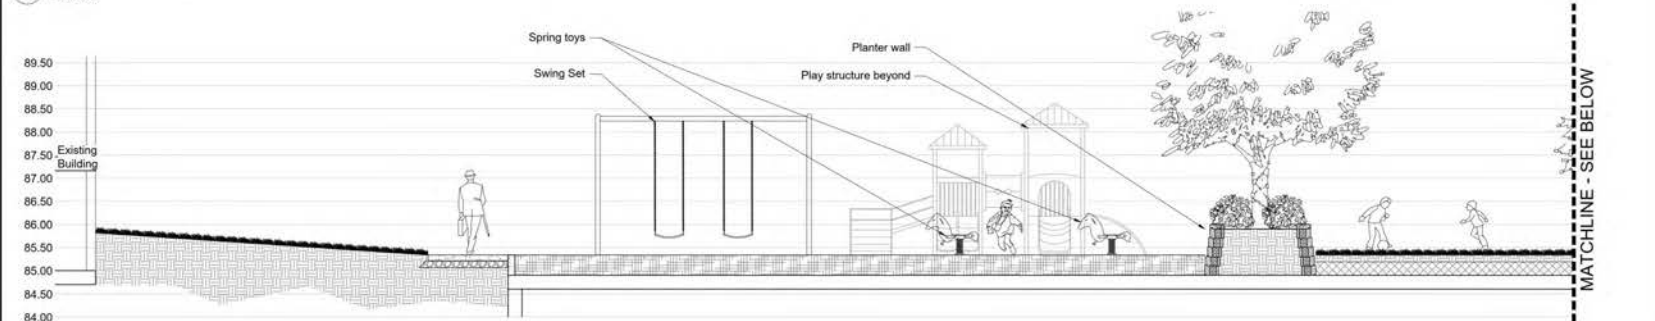 Spring toys
Swing Set
Planter wall
Play structure beyond
89.50
89.00
88.50
88.00
87.50
87.00
86.50
86.00
85.50
85.00
84.50
84.00
Existing
Building
MATCHLINE - SEE BELOW